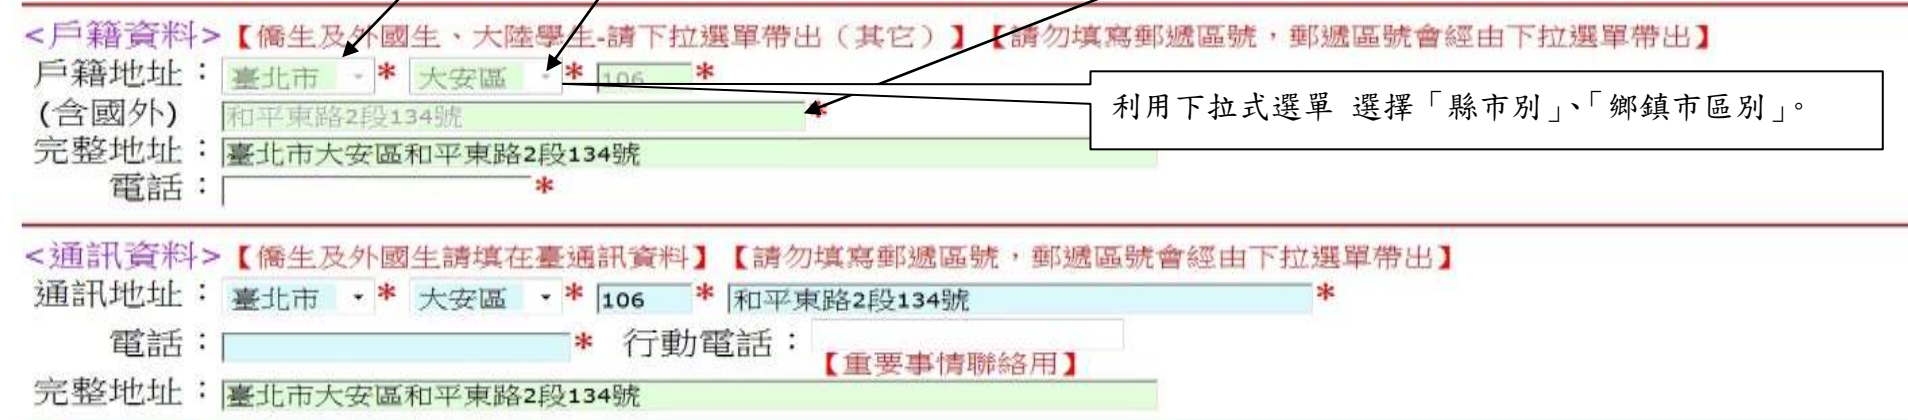 <戶籍資料>【僑生及外國生、大陸學生-請下拉選單帶出（其它）】【請勿填寫郵遞區號，郵遞區號會經由下拉選單帶出】
戶籍地址：臺北市 * 大安區 * 106 *
利用下拉式選單 選擇「縣市別」、「鄉鎮市區別」。
(含國外) 和平東路2段134號 *
完整地址：臺北市大安區和平東路2段134號
電話： *
<通訊資料>【僑生及外國生請填在臺通訊資料】【請勿填寫郵遞區號，郵遞區號會經由下拉選單帶出】
通訊地址：臺北市 * 大安區 * 106 * 和平東路2段134號 *
電話： * 行動電話：
【重要事情聯絡用】
完整地址：臺北市大安區和平東路2段134號